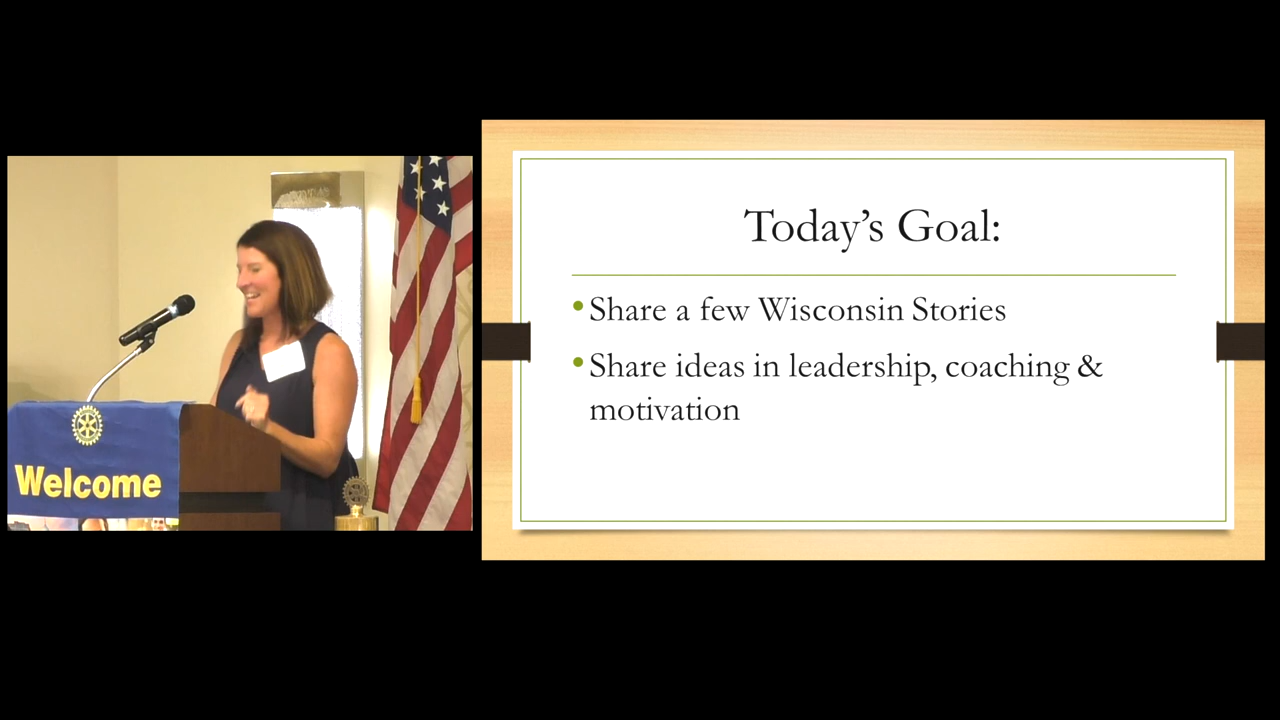 Welcome
Today's Goal:
Share a few Wisconsin Stories
Share ideas in leadership, coaching &
motivation